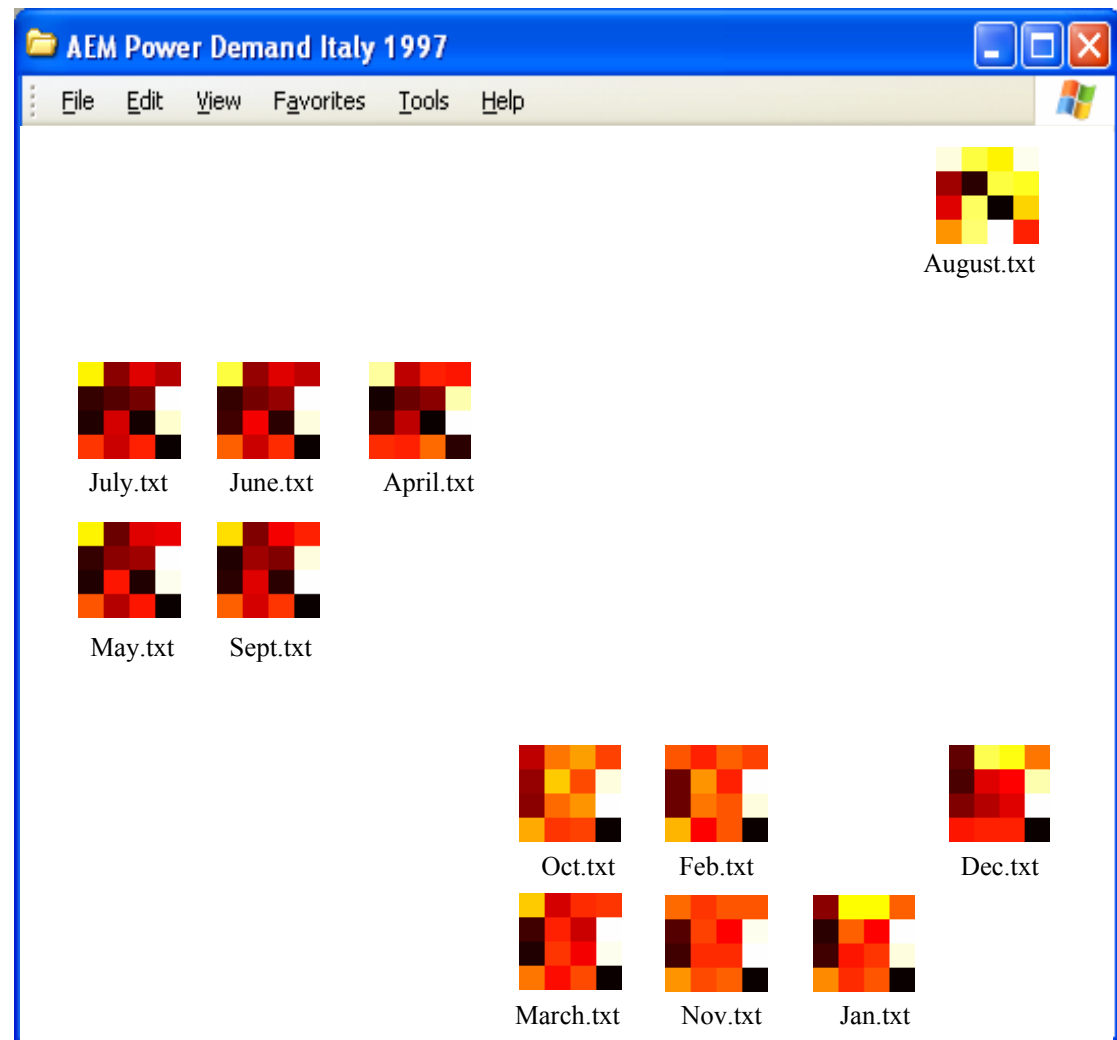 AEM Power Demand Italy 1997
File Edit View Favorites Tools Help
August.txt
July.txt June.txt April.txt
May.txt Sept.txt
Oct.txt Feb.txt Dec.txt
March.txt Nov.txt Jan.txt